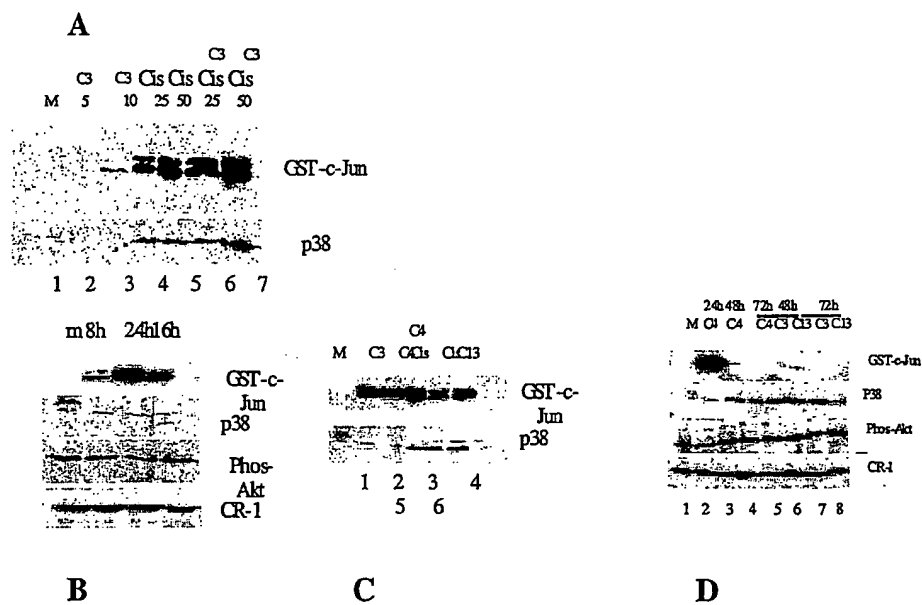 A
C3 C3
C3 C3 Cis Cis Cis Cis
M 5 10 25 50 25 50
GST-c-Jun
p38
1 2 3 4 5 6 7
m 8h 24h 16h
GST-c-
Jun
p38
Phos-
Akt
CR-1
B
C4
M C3 C4 Cis C13
GST-c-
Jun
p38
1 2 3 4
5 6
C
24h 48h 72h 48h 72h
M C4 C4 C4 C3 C13 C3 C13
GST-c-Jun
P38
Phos-Akt
CR-1
1 2 3 4 5 6 7 8
D